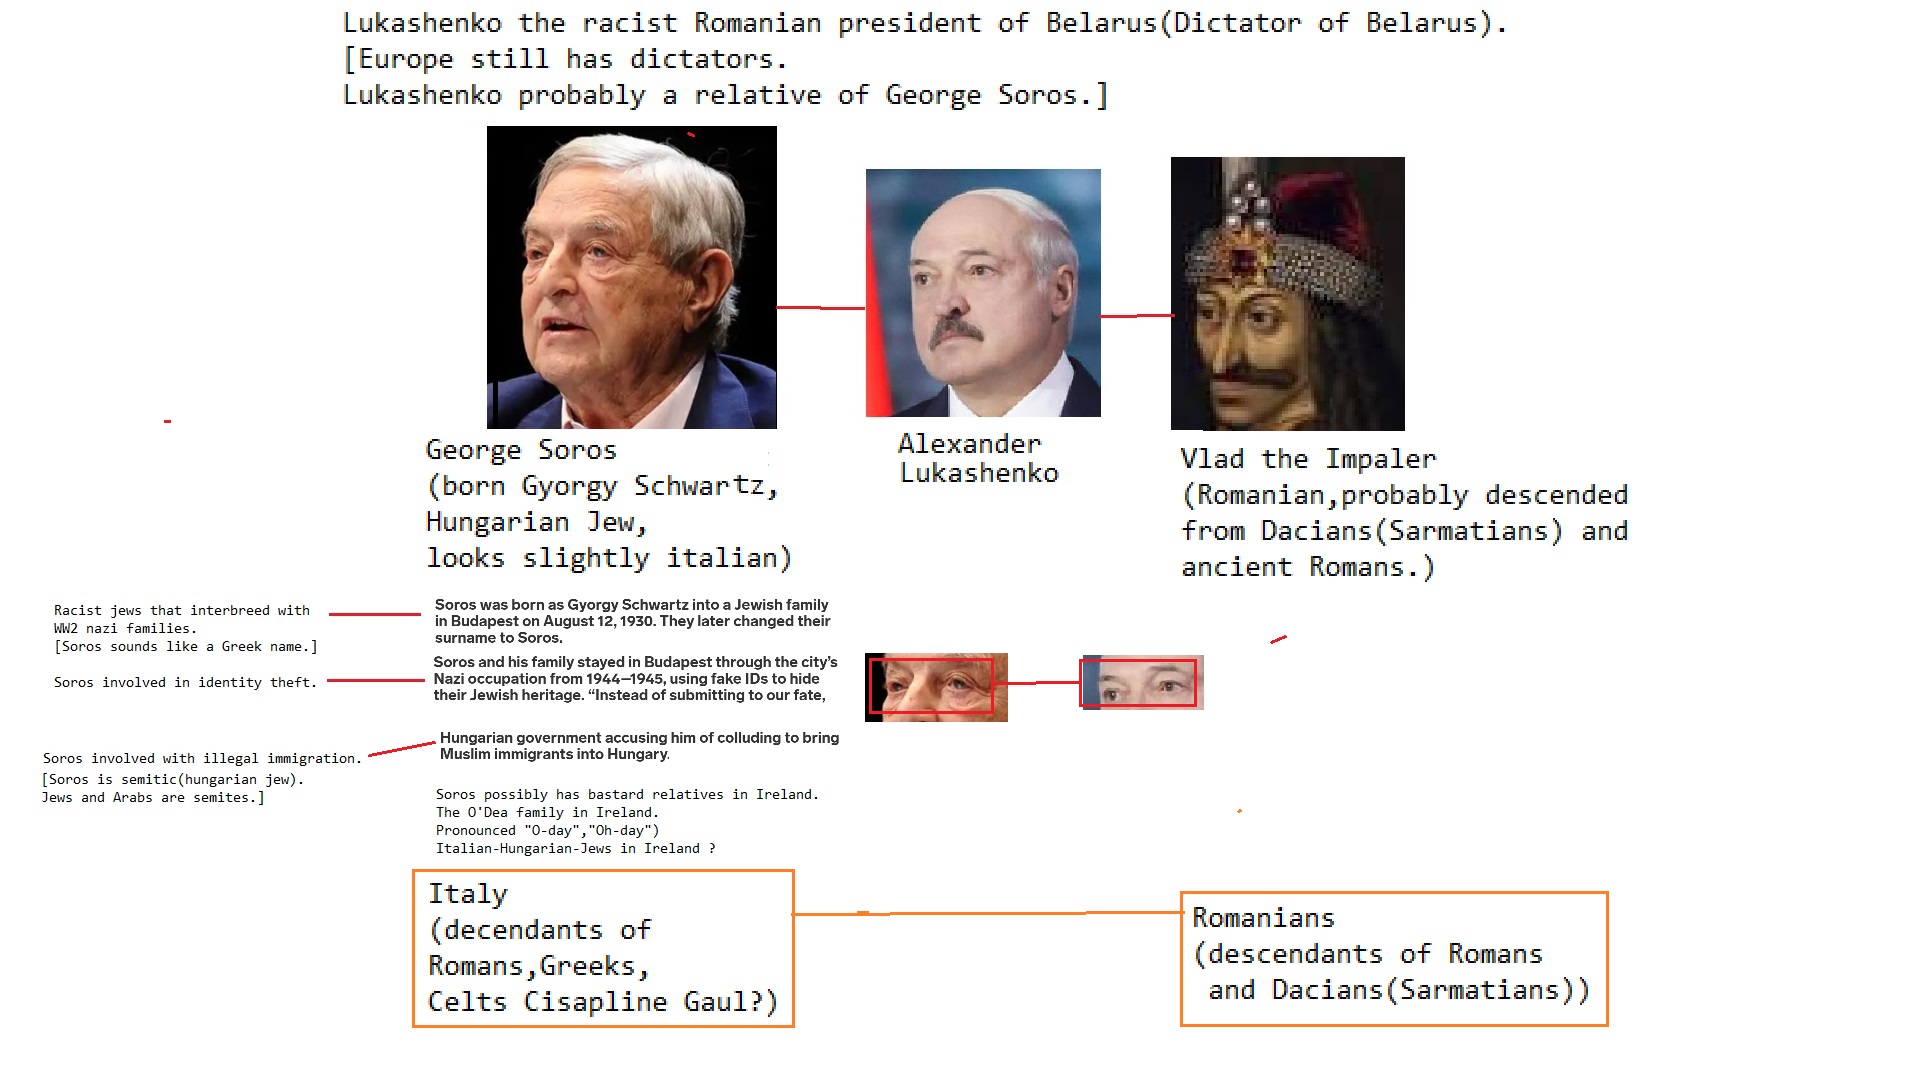 Lukashenko the racist Romanian president of Belarus(Dictator of Belarus).
[Europe still has dictators.
Lukashenko probably a relative of George Soros.]
George Soros
(born Gyorgy Schwartz,
Hungarian Jew,
looks slightly italian)
Alexander
Lukashenko
Vlad the Impaler
(Romanian,probably descended
from Dacians(Sarmatians) and
ancient Romans.)
Racist jews that interbreed with
WW2 nazi families.
[Soros sounds like a Greek name.]
Soros was born as Gyorgy Schwartz into a Jewish family
in Budapest on August 12, 1930. They later changed their
surname to Soros.
Soros involved in identity theft.
Soros and his family stayed in Budapest through the city's
Nazi occupation from 1944–1945, using fake IDs to hide
their Jewish heritage. “Instead of submitting to our fate,
Soros involved with illegal immigration.
[Soros is semitic(hungarian jew).
Jews and Arabs are semites.]
Hungarian government accusing him of colluding to bring
Muslim immigrants into Hungary.
Soros possibly has bastard relatives in Ireland.
The O'Dea family in Ireland.
Pronounced "O-day","Oh-day")
Italian-Hungarian-Jews in Ireland ?
Italy
(decendants of
Romans,Greeks,
Celts Cisapline Gaul?)
Romanians
(descendants of Romans
and Dacians(Sarmatians))